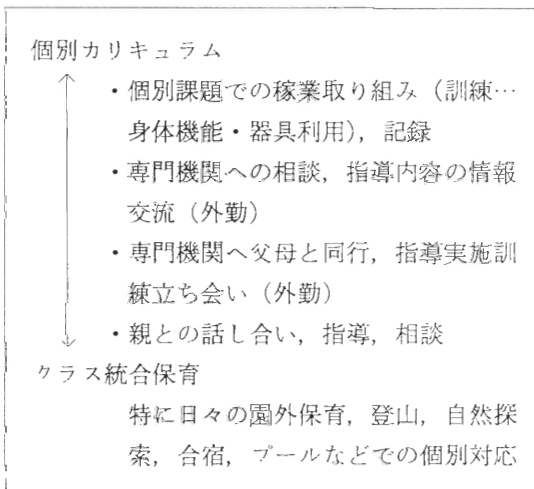 個別カリキュラム
・個別課題での稼業取り組み（訓練…
身体機能・器具利用），記録
・専門機関への相談，指導内容の情報
交流（外勤）
・専門機関へ父母と同行，指導実施訓
練立ち会い（外勤）
・親との話し合い，指導，相談
クラス統合保育
特に日々の園外保育，登山，自然探
索，合宿，プールなどでの個別対応